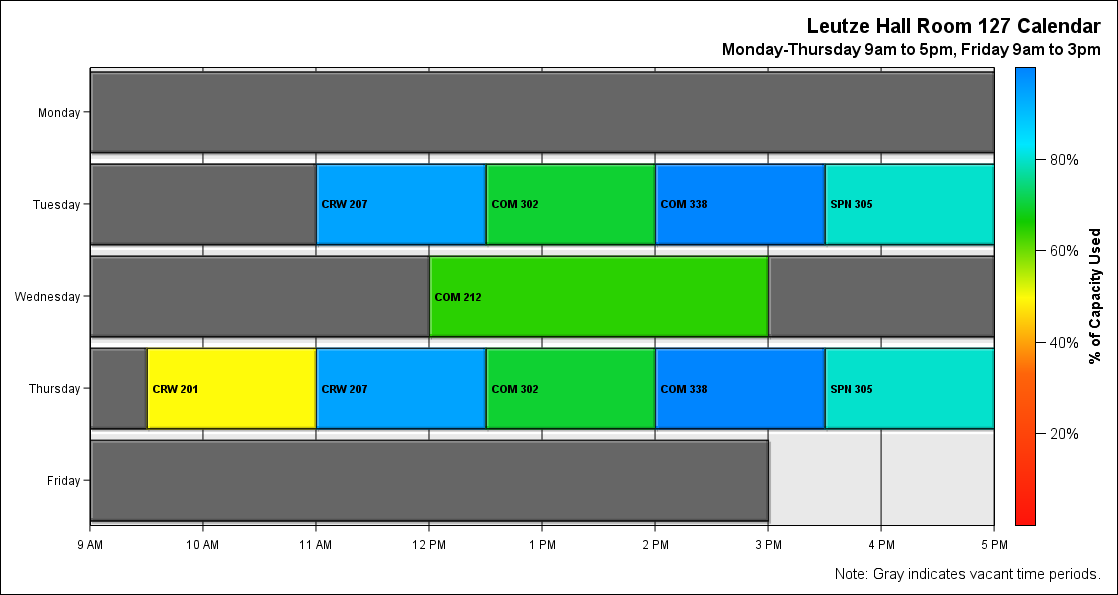 Leutze Hall Room 127 Calendar
Monday-Thursday 9am to 5pm, Friday 9am to 3pm
Monday
Tuesday
CRW 207
COM 302
COM 338
SPN 305
Wednesday
COM 212
Thursday
CRW 201
CRW 207
COM 302
COM 338
SPN 305
Friday
9 AM
10 AM
11 AM
12 PM
1 PM
2 PM
3 PM
4 PM
5 PM
80%
60%
40%
20%
% of Capacity Used
Note: Gray indicates vacant time periods.